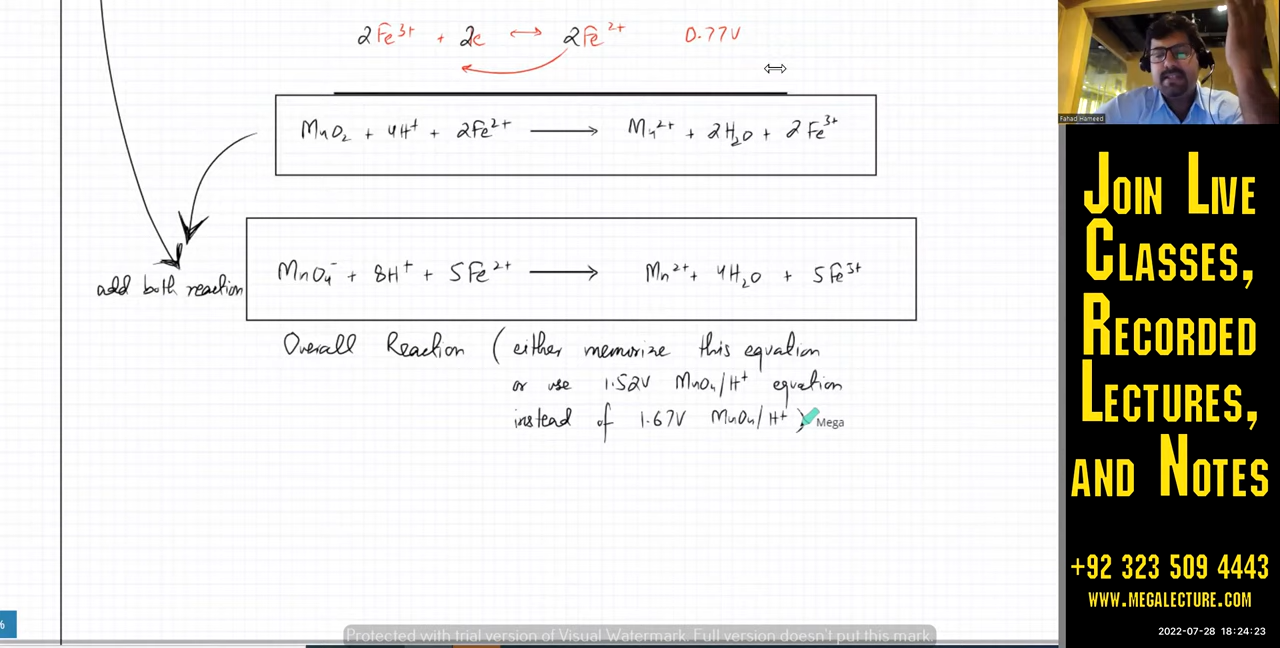 2Fe³⁺ + 2e ↔ 2Fe²⁺ 0.77V
MnO₂ + 4H⁺ + 2Fe²⁺ ⟶ Mn²⁺ + 2H₂O + 2Fe³⁺
MnO₄⁻ + 8H⁺ + 5Fe²⁺ ⟶ Mn²⁺ + 4H₂O + 5Fe³⁺
add both reaction
Overall Reaction (either memorize this equation
or use 1.52V MnO₄/H⁺ equation
instead of 1.67V MnO₄/H⁺)
Mega
%
Protected with trial version of Visual Watermark. Full version doesn't put this mark.
Fahad Hameed
JOIN LIVE
CLASSES,
RECORDED
LECTURES,
AND NOTES
+92 323 509 4443
WWW.MEGALECTURE.COM
2022-07-28 18:24:23